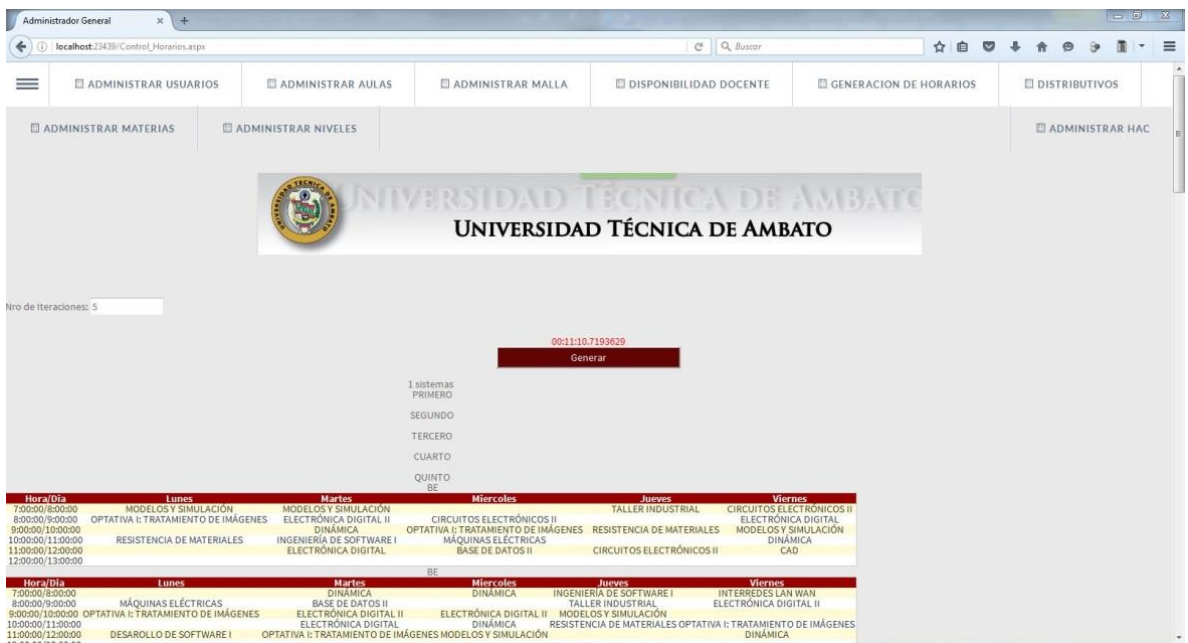 Administrador General
localhost:23439/Control_Horarios.aspx
Buscar
ADMINISTRAR USUARIOS ADMINISTRAR AULAS ADMINISTRAR MALLA DISPONIBILIDAD DOCENTE GENERACION DE HORARIOS DISTRIBUTIVOS
ADMINISTRAR MATERIAS ADMINISTRAR NIVELES ADMINISTRAR HAC
UNIVERSIDAD TÉCNICA DE AMBATO
UNIVERSIDAD TÉCNICA DE AMBATO
Nro de Iteraciones: 5
00:11:10.7193629
Generar
1 sistemas
PRIMERO
SEGUNDO
TERCERO
CUARTO
QUINTO
BE
Hora/Dia Lunes Martes Miercoles Jueves Viernes
7:00:00/8:00:00 MODELOS Y SIMULACIÓN MODELOS Y SIMULACIÓN TALLER INDUSTRIAL CIRCUITOS ELECTRÓNICOS II
8:00:00/9:00:00 OPTATIVA I: TRATAMIENTO DE IMÁGENES ELECTRÓNICA DIGITAL II CIRCUITOS ELECTRÓNICOS II ELECTRÓNICA DIGITAL
9:00:00/10:00:00 DINÁMICA OPTATIVA I: TRATAMIENTO DE IMÁGENES RESISTENCIA DE MATERIALES MODELOS Y SIMULACIÓN
10:00:00/11:00:00 RESISTENCIA DE MATERIALES INGENIERÍA DE SOFTWARE I MÁQUINAS ELÉCTRICAS DINÁMICA
11:00:00/12:00:00 ELECTRÓNICA DIGITAL BASE DE DATOS II CIRCUITOS ELECTRÓNICOS II CAD
12:00:00/13:00:00
BE
Hora/Dia Lunes Martes Miercoles Jueves Viernes
7:00:00/8:00:00 DINÁMICA DINÁMICA INGENIERÍA DE SOFTWARE I INTERREDES LAN WAN
8:00:00/9:00:00 MÁQUINAS ELÉCTRICAS BASE DE DATOS II TALLER INDUSTRIAL ELECTRÓNICA DIGITAL II
9:00:00/10:00:00 OPTATIVA I: TRATAMIENTO DE IMÁGENES ELECTRÓNICA DIGITAL II ELECTRÓNICA DIGITAL II MODELOS Y SIMULACIÓN
10:00:00/11:00:00 ELECTRÓNICA DIGITAL DINÁMICA RESISTENCIA DE MATERIALES OPTATIVA I: TRATAMIENTO DE IMÁGENES
11:00:00/12:00:00 DESAROLLO DE SOFTWARE I OPTATIVA I: TRATAMIENTO DE IMÁGENES MODELOS Y SIMULACIÓN DINÁMICA